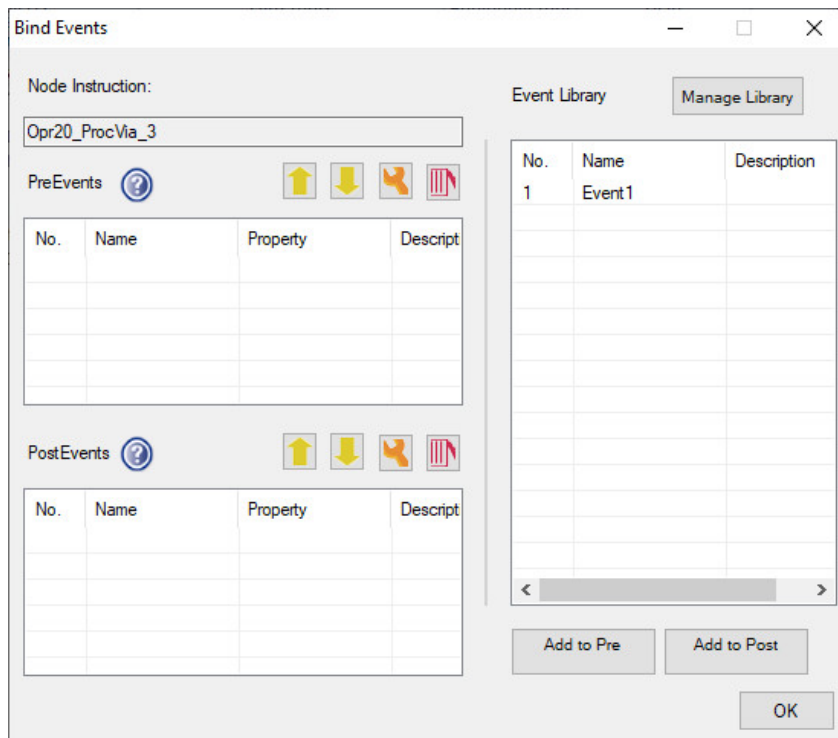 Bind Events
Node Instruction:
Opr20_ProcVia_3
PreEvents
No. Name Property Descript
PostEvents
No. Name Property Descript
Event Library Manage Library
No. Name Description
1 Event1
Add to Pre Add to Post
OK